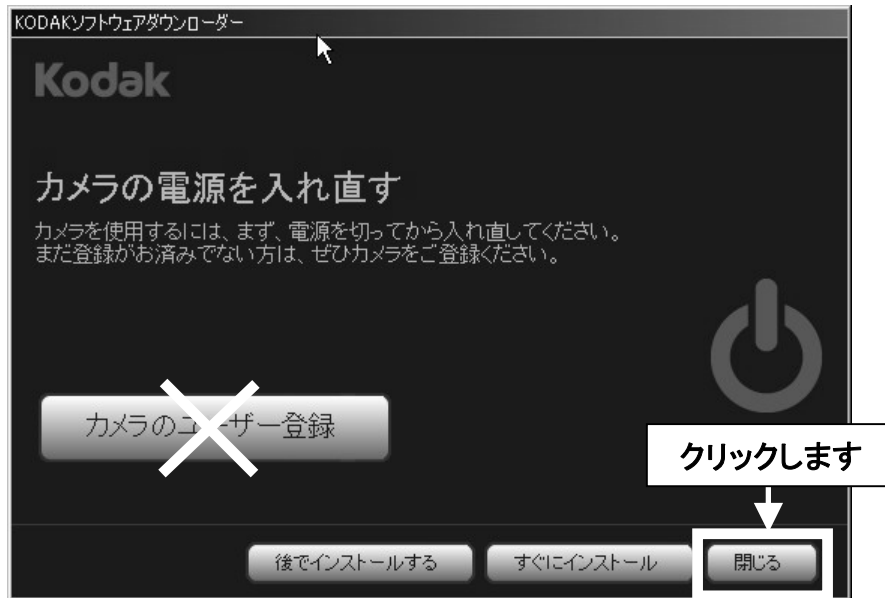 KODAKソフトウェアダウンローダー
Kodak
カメラの電源を入れ直す
カメラを使用するには、まず、電源を切ってから入れ直してください。
まだ登録がお済みでない方は、ぜひカメラをご登録ください。
カメラのユーザー登録
クリックします
後でインストールする
すぐにインストール
閉じる